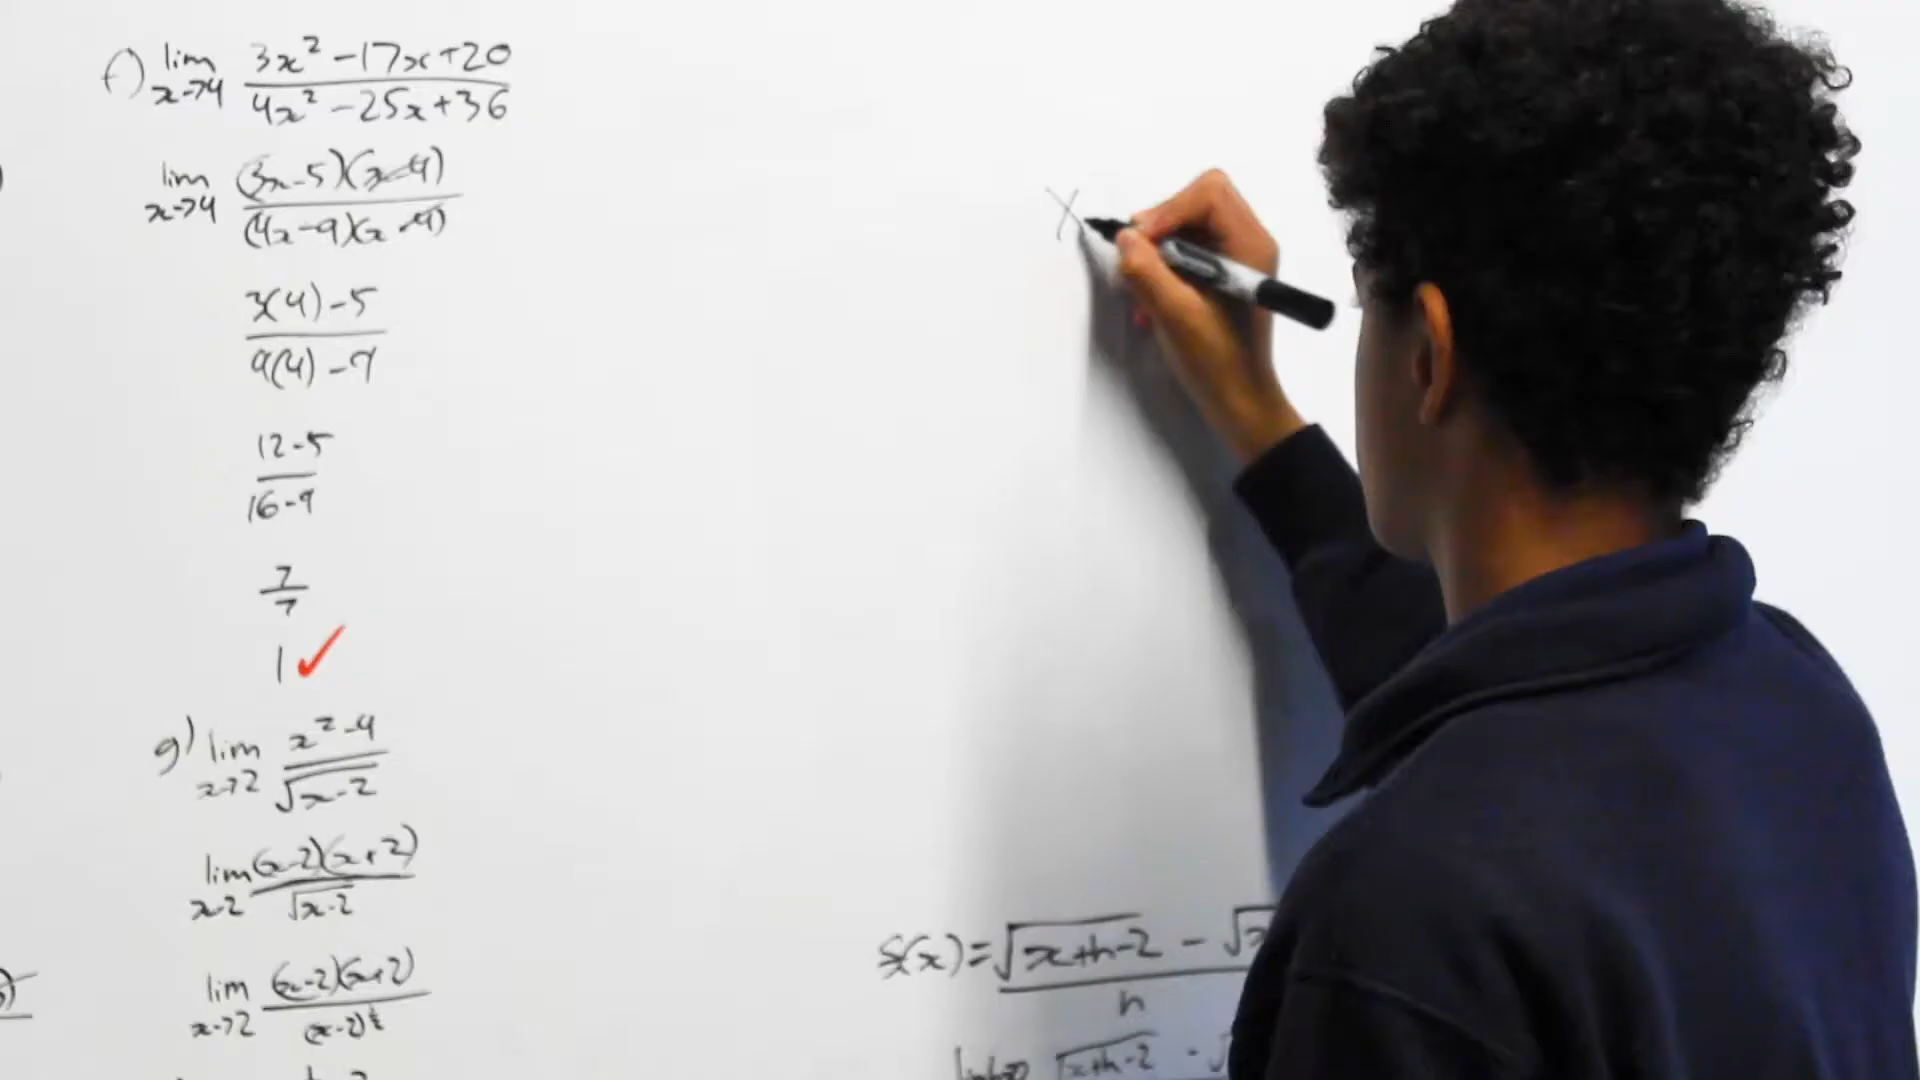 f) lim x→4 3x² - 17x + 20 / 4x² - 25x + 36
lim x→4 (3x - 5)(x - 4) / (4x - 9)(x - 4)
3(4) - 5 / 9(4) - 9
12 - 5 / 16 - 9
7 / 7
1 ✓
g) lim x→2 x² - 4 / √x - 2
lim x→2 (x - 2)(x + 2) / √x - 2
lim x→2 (x - 2)(x + 2) / (x - 2)^½
X
f(x) = √x+h-2 - √x / h
√x+h-2 - √